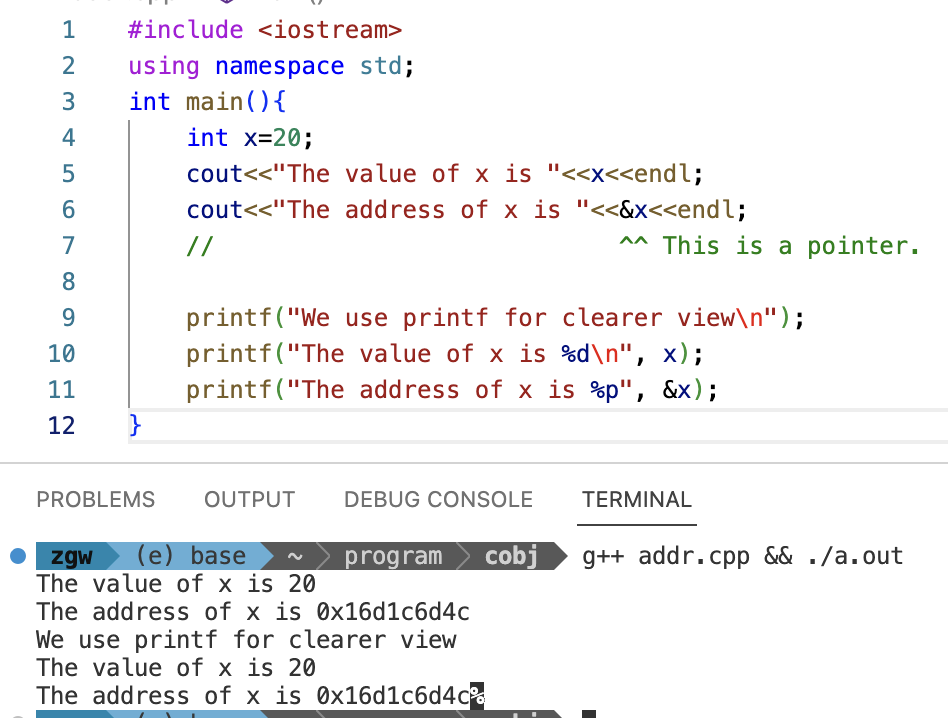 1 #include <iostream>
2 using namespace std;
3 int main(){
4     int x=20;
5     cout<<"The value of x is "<<x<<endl;
6     cout<<"The address of x is "<<&x<<endl;
7     //                            ^^ This is a pointer.
8
9     printf("We use printf for clearer view\n");
10     printf("The value of x is %d\n", x);
11     printf("The address of x is %p", &x);
12 }
PROBLEMS OUTPUT DEBUG CONSOLE TERMINAL
zgw (e) base ~ program cobj g++ addr.cpp && ./a.out
The value of x is 20
The address of x is 0x16d1c6d4c
We use printf for clearer view
The value of x is 20
The address of x is 0x16d1c6d4c%